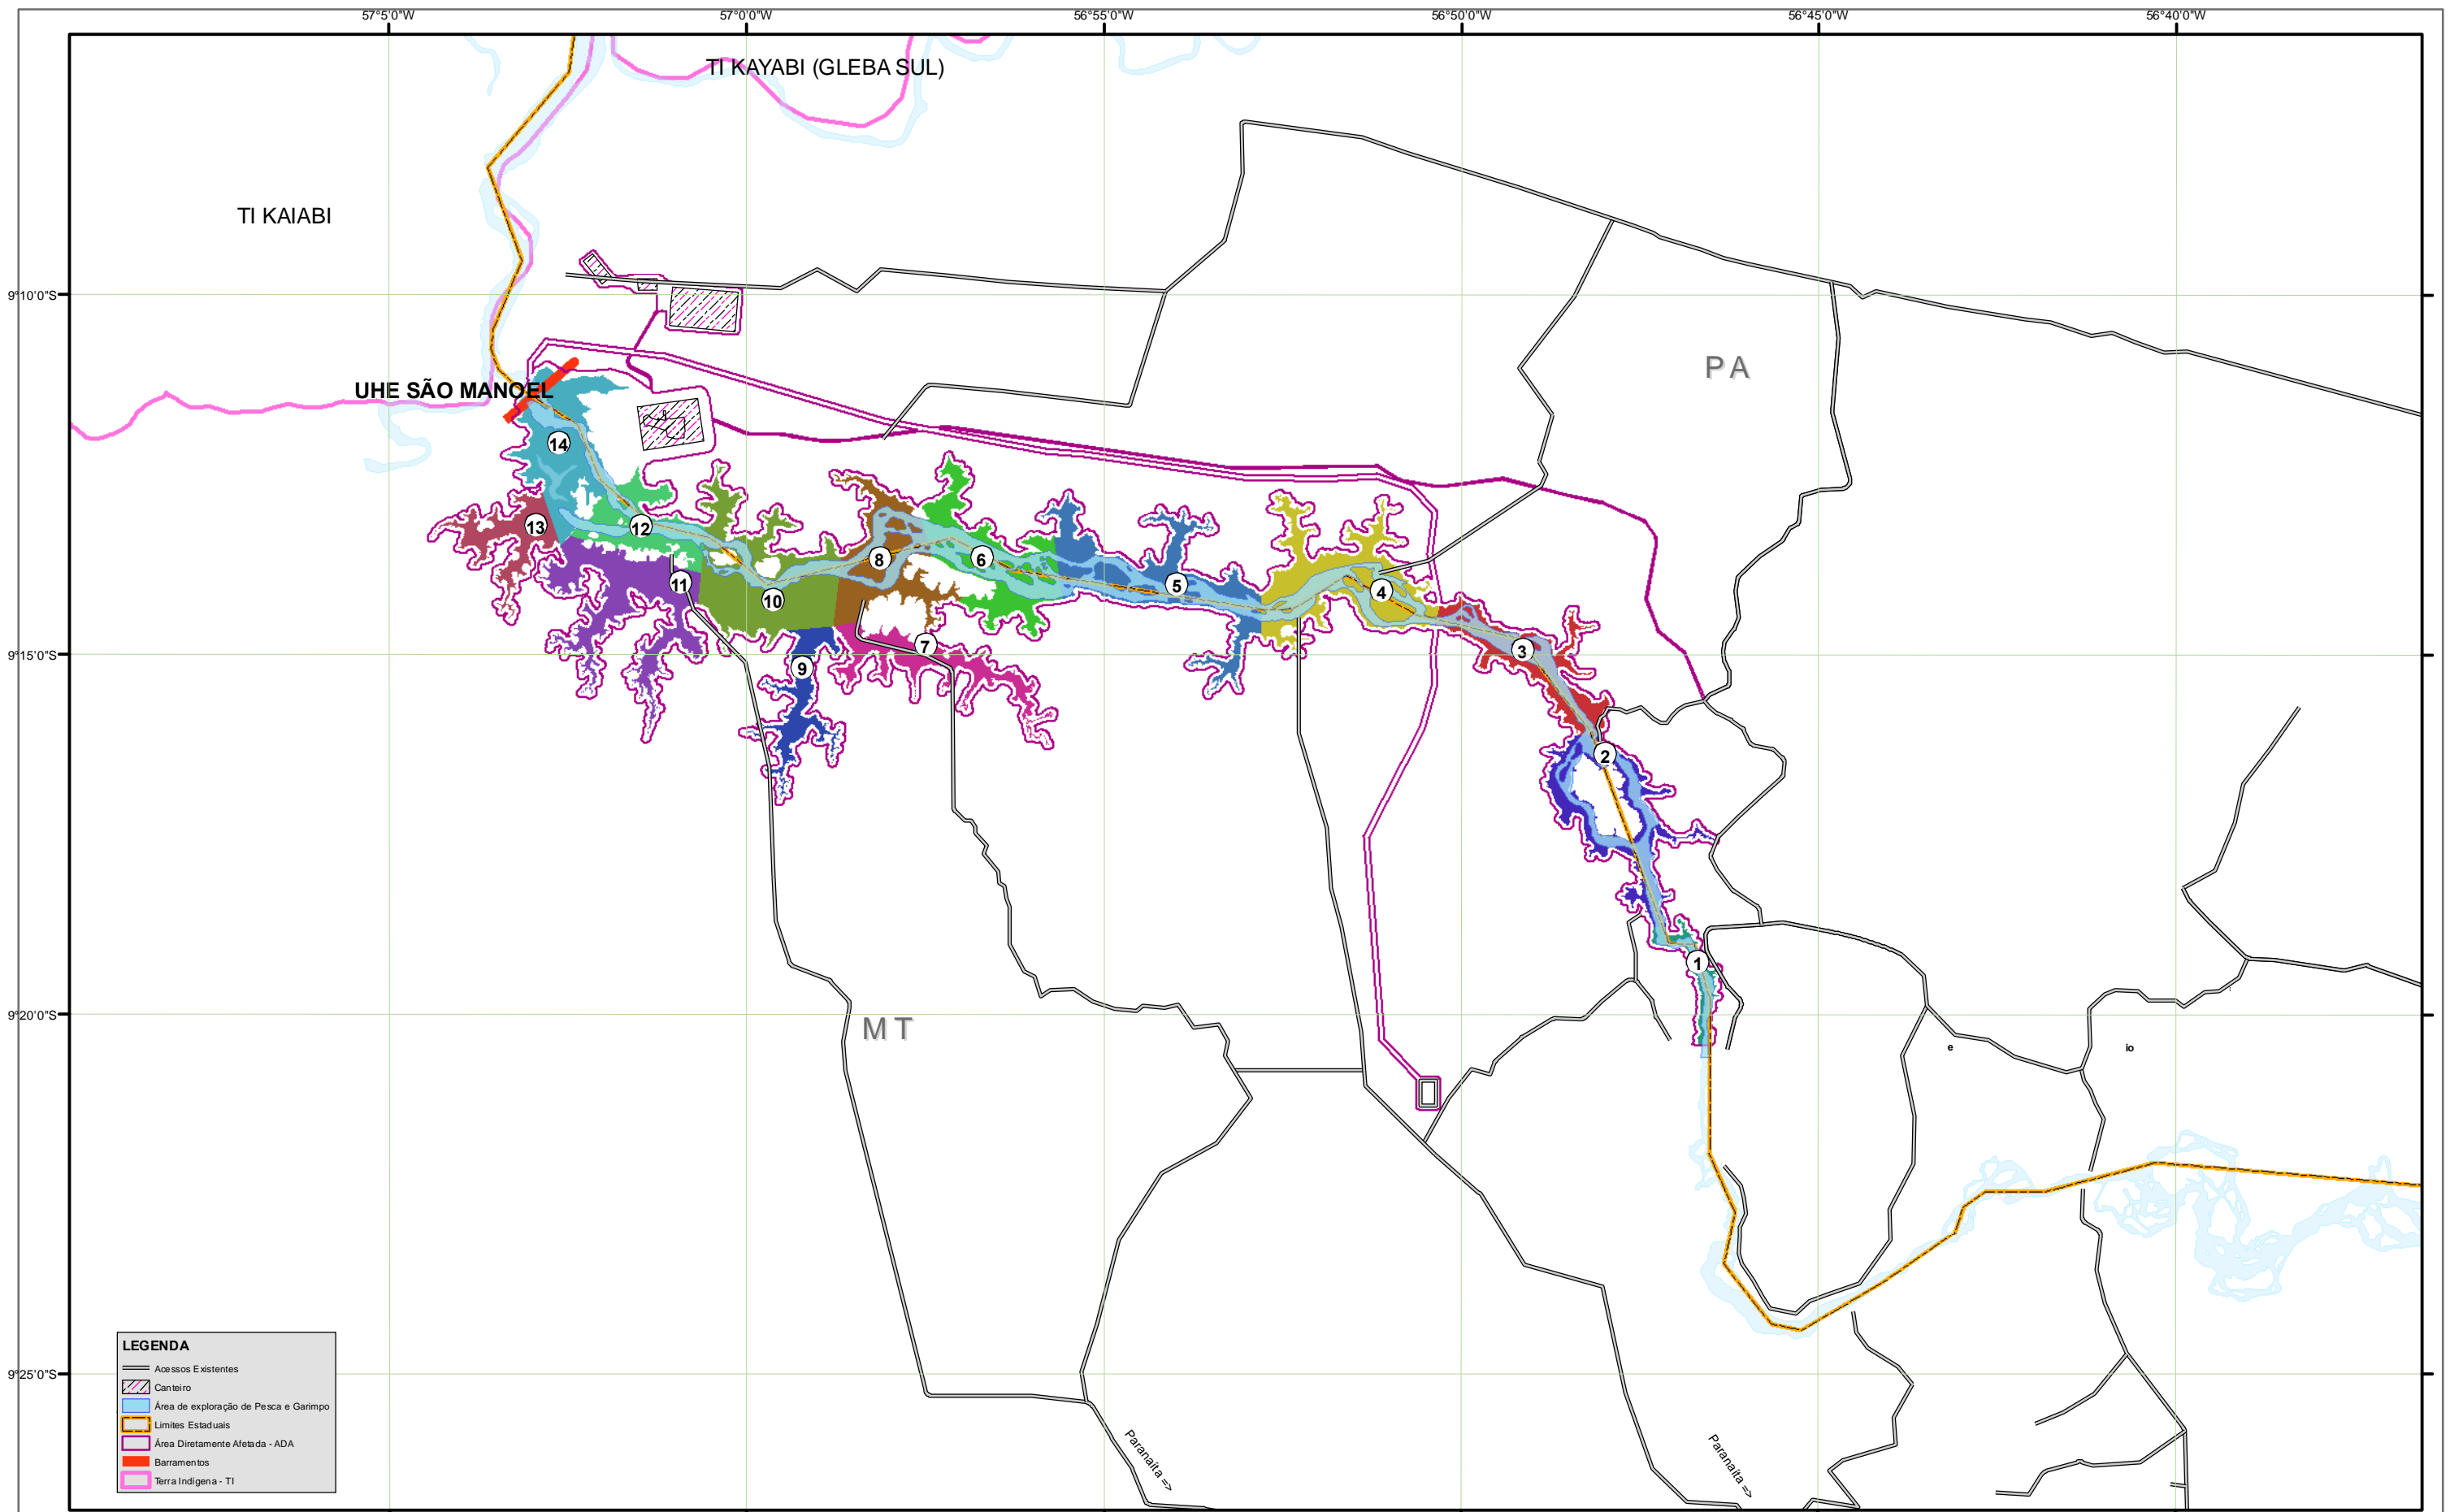 57°5'0"W
57°0'0"W
56°55'0"W
56°50'0"W
56°45'0"W
56°40'0"W
TI KAYABI (GLEBA SUL)
TI KAIABI
9°10'0"S
PA
UHE SÃO MANOEL
14
13
12
8
6
5
4
11
10
7
3
9
9°15'0"S
2
1
9°20'0"S
MT
e
io
LEGENDA
Acessos Existentes
Canteiro
Área de exploração de Pesca e Garimpo
Limites Estaduais
Área Diretamente Afetada - ADA
Barramentos
Terra Indígena - TI
9°25'0"S
Paranaíta =>
Paranaíta =>